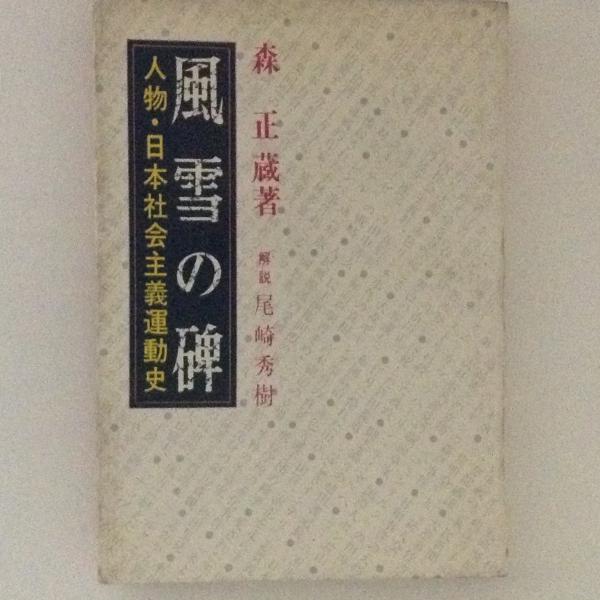 森 正蔵著
解説 尾崎秀樹
風雪の碑
人物・日本社会主義運動史